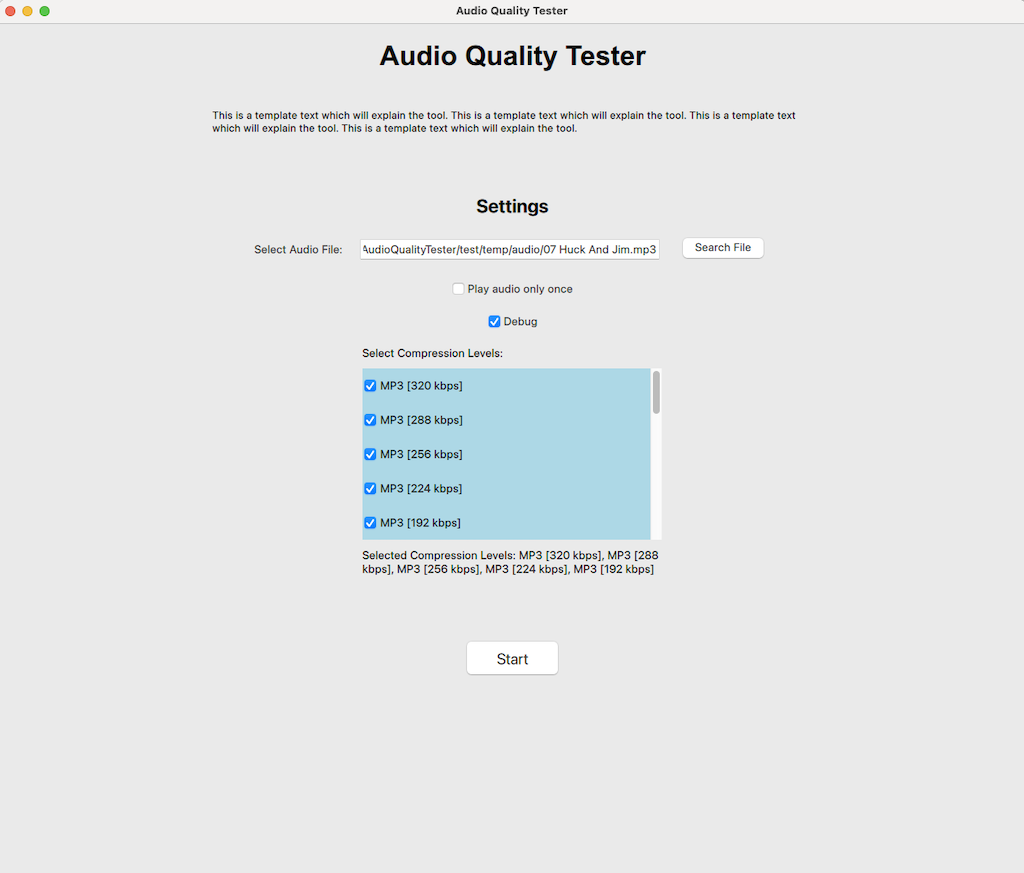 Audio Quality Tester
Audio Quality Tester
This is a template text which will explain the tool. This is a template text which will explain the tool. This is a template text
which will explain the tool. This is a template text which will explain the tool.
Settings
Select Audio File: AudioQualityTester/test/temp/audio/07 Huck And Jim.mp3 Search File
Play audio only once
Debug
Select Compression Levels:
MP3 [320 kbps]
MP3 [288 kbps]
MP3 [256 kbps]
MP3 [224 kbps]
MP3 [192 kbps]
Selected Compression Levels: MP3 [320 kbps], MP3 [288
kbps], MP3 [256 kbps], MP3 [224 kbps], MP3 [192 kbps]
Start